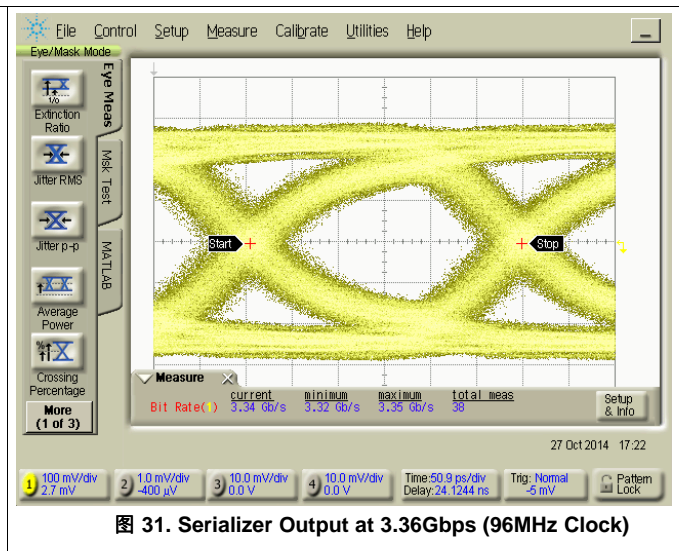 File Control Setup Measure Calibrate Utilities Help
Eye/Mask Mode
Eye Meas
Msk Test
MATLAB
1/0
Extinction
Ratio
Jitter RMS
Jitter p-p
Average
Power
%
Crossing
Percentage
More
(1 of 3)
Start
Stop
Measure
current minimum maximum total meas
Bit Rate(1) 3.34 Gb/s 3.32 Gb/s 3.35 Gb/s 38
Setup
& Info
27 Oct 2014 17:22
1 100 mV/div
2.7 mV
2 1.0 mV/div
-400 µV
3 10.0 mV/div
0.0 V
4 10.0 mV/div
0.0 V
Time:50.9 ps/div
Delay:24.1244 ns
Trig: Normal
-5 mV
Pattern
Lock
图 31. Serializer Output at 3.36Gbps (96MHz Clock)